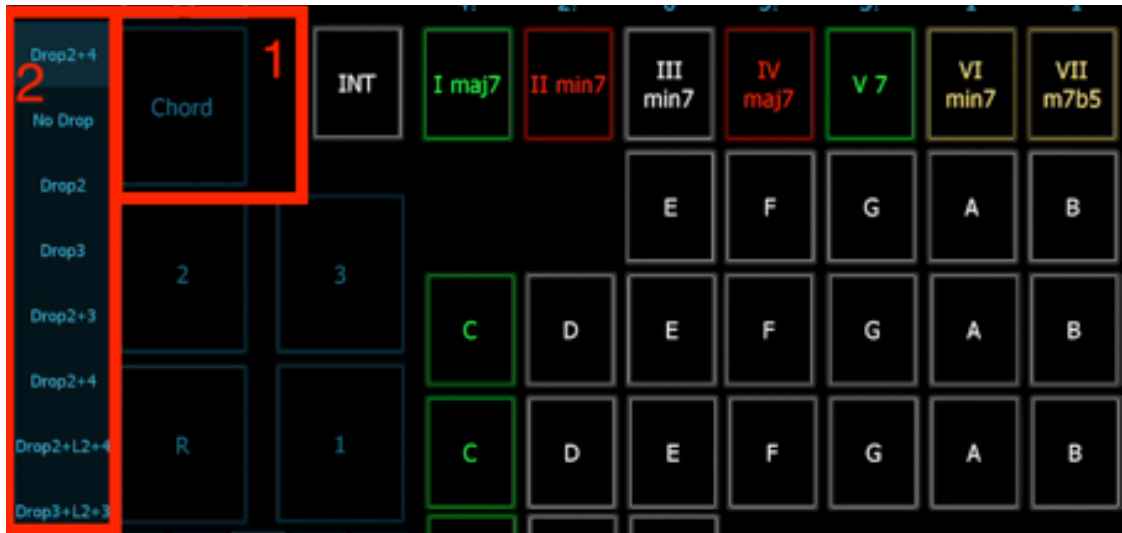 Drop2+4
2
No Drop
Drop2
Drop3
Drop2+3
Drop2+4
Drop2+L2+4
Drop3+L2+3
Chord
1
INT
I maj7
II min7
III
min7
IV
maj7
V 7
VI
min7
VII
m7b5
E F G A B
2 3
C D E F G A B
R 1
C D E F G A B